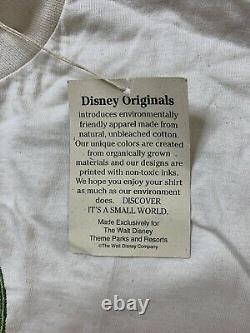 Disney Originals
introduces environmentally
friendly apparel made from
natural, unbleached cotton.
Our unique colors are created
from organically grown
materials and our designs are
printed with non-toxic inks.
We hope you enjoy your shirt
as much as our environment
does. DISCOVER
IT'S A SMALL WORLD.
Made Exclusively for
The Walt Disney
Theme Parks and Resorts
©The Walt Disney Company